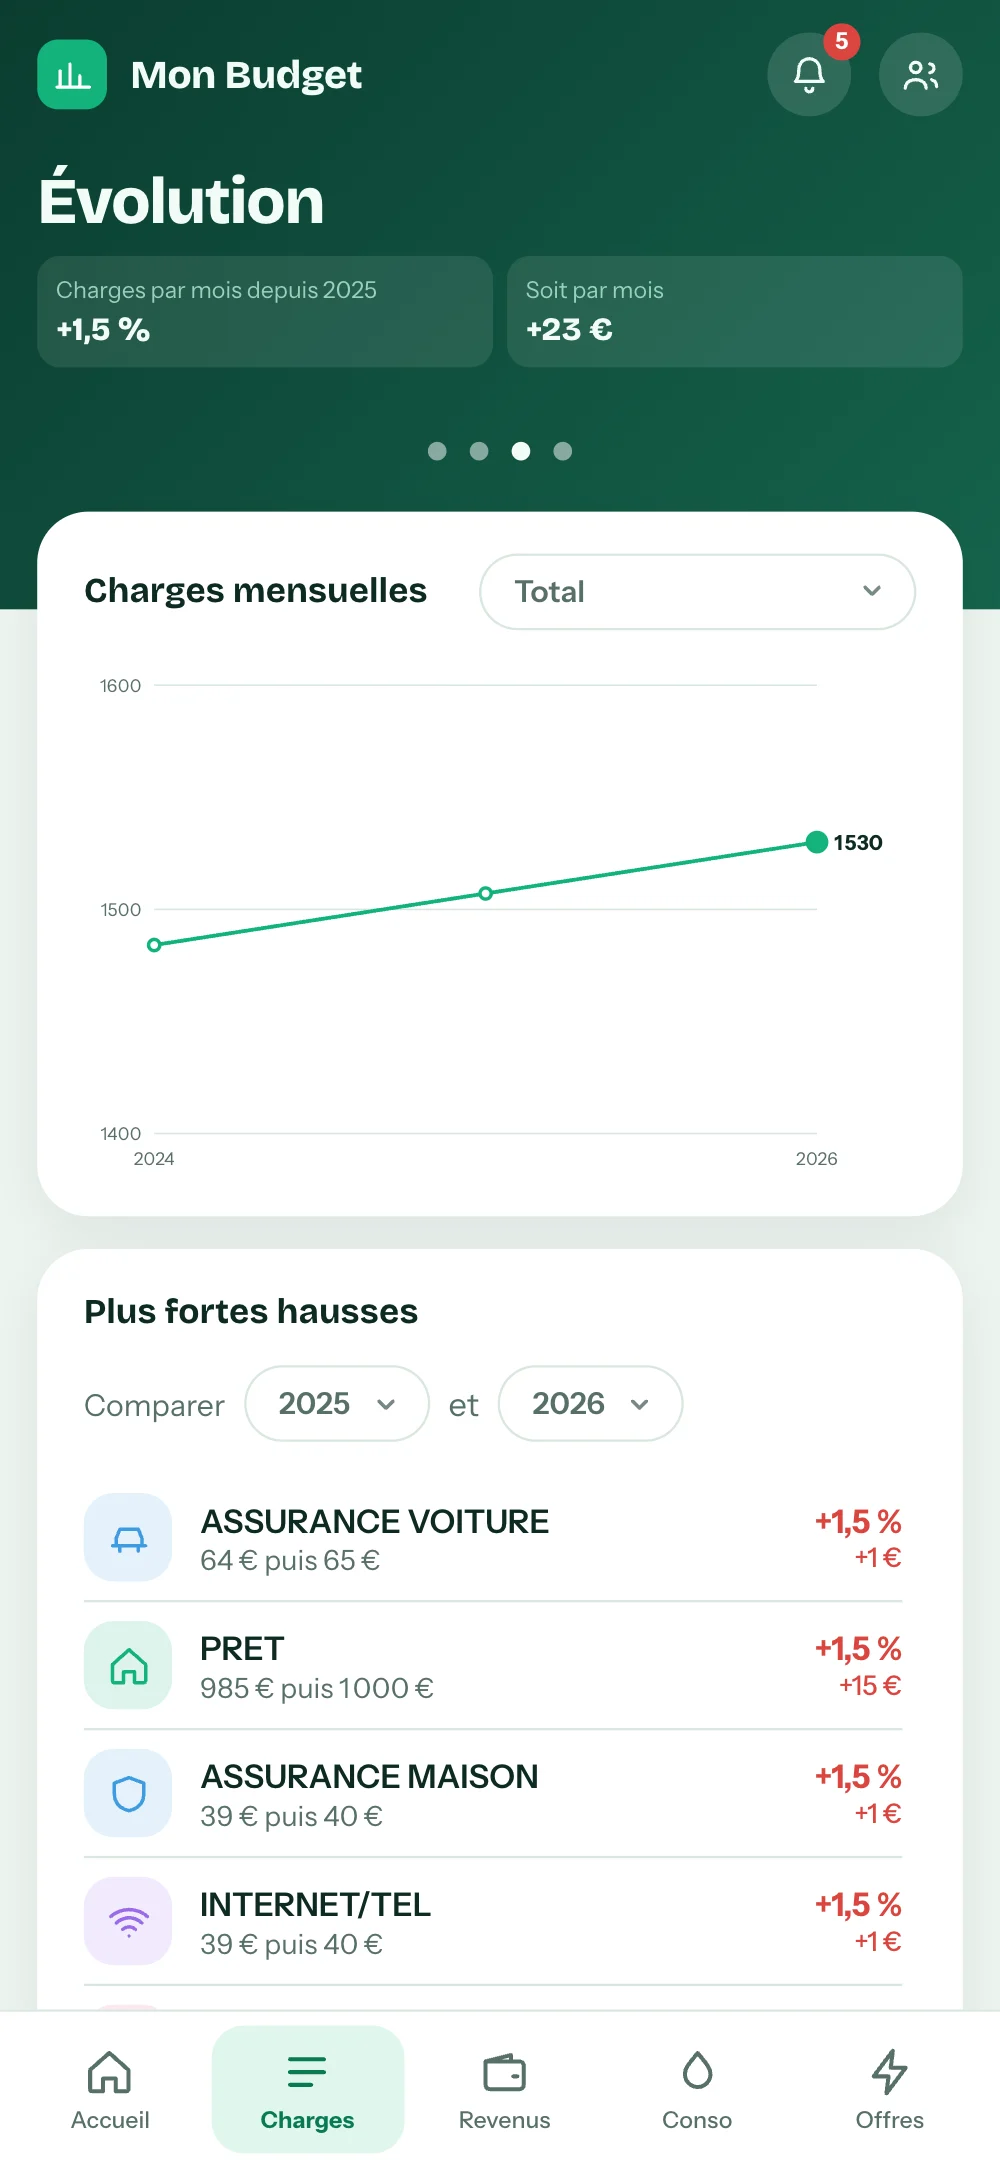 Mon Budget
5
Évolution
Charges par mois depuis 2025
+1,5 %
Soit par mois
+23 €
Charges mensuelles
Total
1600
1530
1500
1400
2024
2026
Plus fortes hausses
Comparer 2025 et 2026
ASSURANCE VOITURE
+1,5 %
64 € puis 65 €
+1 €
PRET
+1,5 %
985 € puis 1 000 €
+15 €
ASSURANCE MAISON
+1,5 %
39 € puis 40 €
+1 €
INTERNET/TEL
+1,5 %
39 € puis 40 €
+1 €
Accueil
Charges
Revenus
Conso
Offres